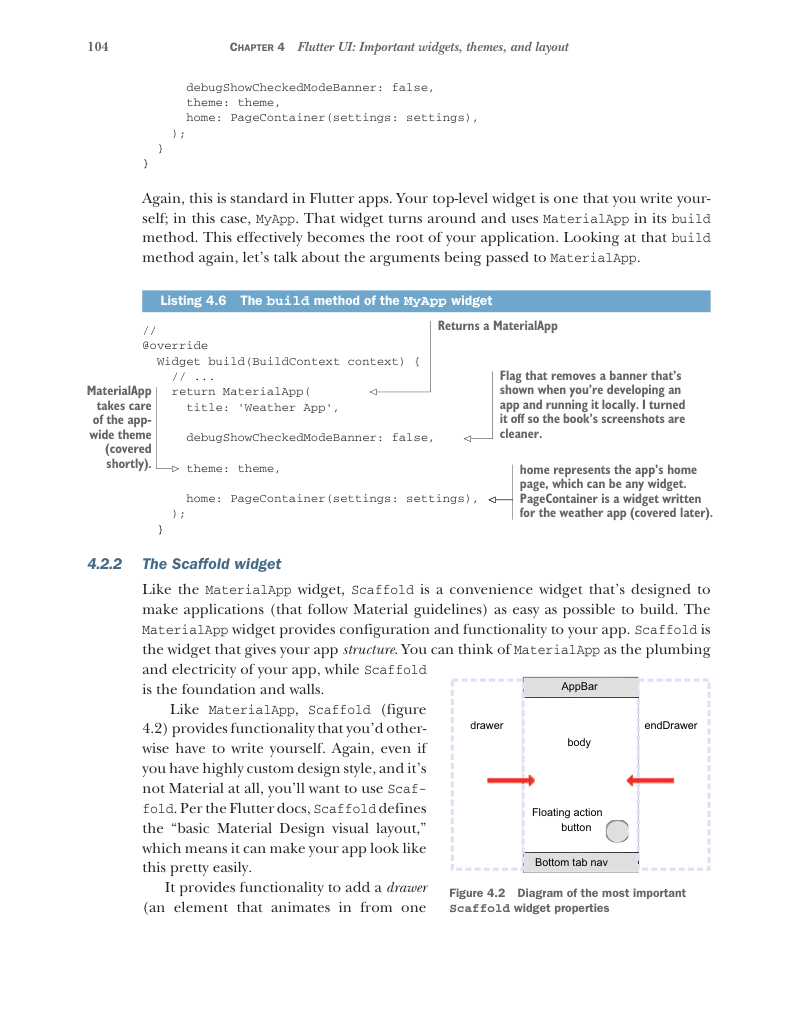 104
CHAPTER 4 Flutter UI: Important widgets, themes, and layout
debugShowCheckedModeBanner: false,
theme: theme,
home: PageContainer(settings: settings),
);
}
}
Again, this is standard in Flutter apps. Your top-level widget is one that you write your-
self; in this case, MyApp. That widget turns around and uses MaterialApp in its build
method. This effectively becomes the root of your application. Looking at that build
method again, let’s talk about the arguments being passed to MaterialApp.
Listing 4.6 The build method of the MyApp widget
//
@override
Widget build(BuildContext context) {
// ...
return MaterialApp(
title: 'Weather App',
debugShowCheckedModeBanner: false,
theme: theme,
home: PageContainer(settings: settings),
);
}
Returns a MaterialApp
Flag that removes a banner that’s
shown when you’re developing an
app and running it locally. I turned
it off so the book’s screenshots are
cleaner.
MaterialApp
takes care
of the app-
wide theme
(covered
shortly).
home represents the app’s home
page, which can be any widget.
PageContainer is a widget written
for the weather app (covered later).
4.2.2 The Scaffold widget
Like the MaterialApp widget, Scaffold is a convenience widget that’s designed to
make applications (that follow Material guidelines) as easy as possible to build. The
MaterialApp widget provides configuration and functionality to your app. Scaffold is
the widget that gives your app structure. You can think of MaterialApp as the plumbing
and electricity of your app, while Scaffold
is the foundation and walls.
Like MaterialApp, Scaffold (figure
4.2) provides functionality that you’d other-
wise have to write yourself. Again, even if
you have highly custom design style, and it’s
not Material at all, you’ll want to use Scaf-
fold. Per the Flutter docs, Scaffold defines
the “basic Material Design visual layout,”
which means it can make your app look like
this pretty easily.
It provides functionality to add a drawer
(an element that animates in from one
AppBar
drawer
endDrawer
body
Floating action
button
Bottom tab nav
Figure 4.2 Diagram of the most important
Scaffold widget properties